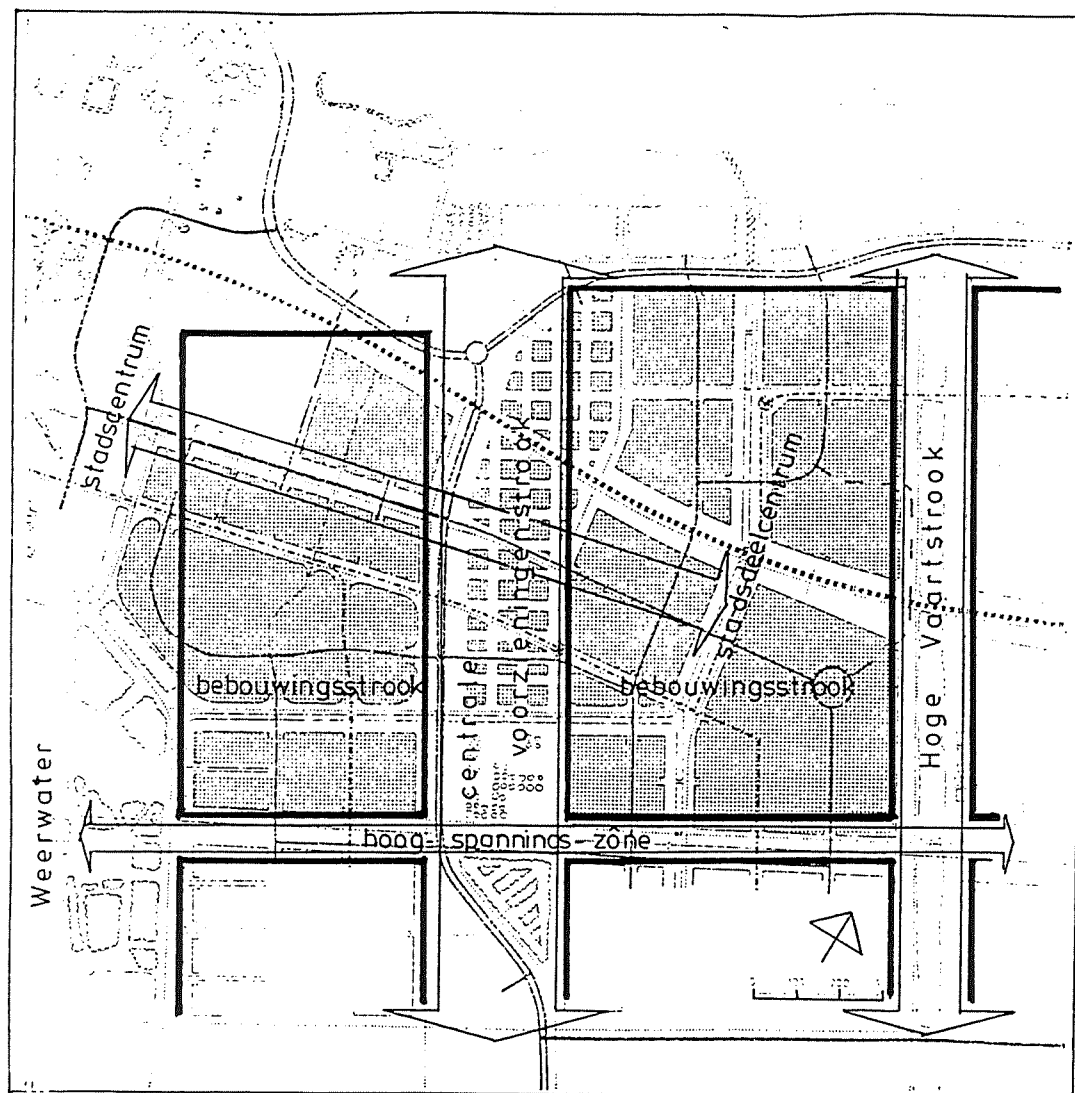 stadscentrum
centrale
voorzieningenstrook
stadsdeelcentrum
Hoge Vaartstrook
bebouwingsstrook
bebouwingsstrook
Weerwater
hoog-spannings-zône